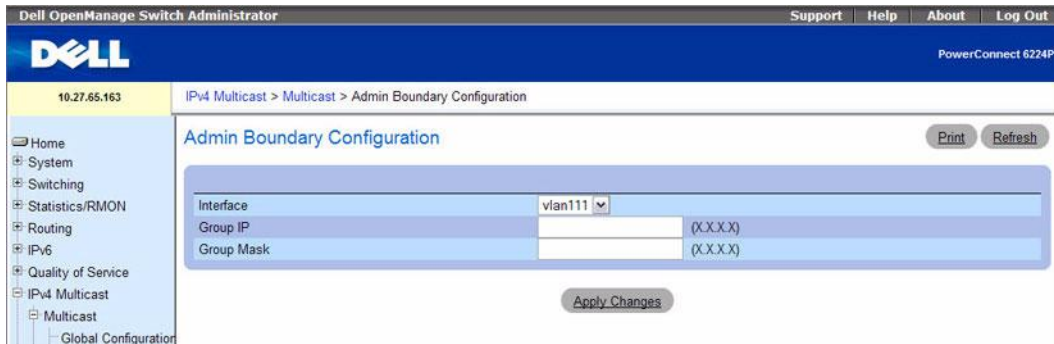 Dell OpenManage Switch Administrator
Support Help About Log Out
DELL
PowerConnect 6224P
10.27.65.163
IPv4 Multicast > Multicast > Admin Boundary Configuration
Home
System
Switching
Statistics/RMON
Routing
IPv6
Quality of Service
IPv4 Multicast
Multicast
Global Configuration
Admin Boundary Configuration
Print Refresh
Interface vlan111
Group IP (X.X.X.X)
Group Mask (X.X.X.X)
Apply Changes